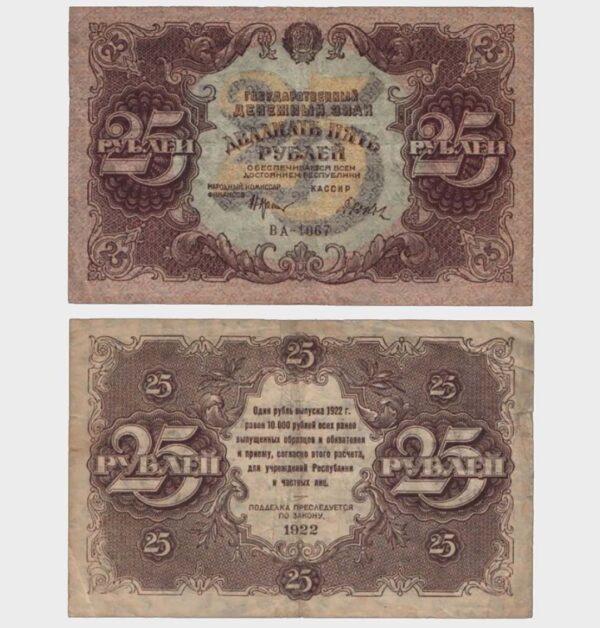 25 25
ГОСУДАРСТВЕННЫЙ
ДЕНЕЖНЫЙ ЗНАК
25
ДВАДЦАТЬ ПЯТЬ
РУБЛЕЙ
25 РУБЛЕЙ
25 РУБЛЕЙ
ОБЕСПЕЧИВАЕТСЯ ВСЕМ
ДОСТОЯНИЕМ РЕСПУБЛИКИ
НАРОДНЫЙ КОМИССАР
ФИНАНСОВ
КАССИР
ВА-1067
25 25
25
25 25
Один рубль выпуска 1922 г.
равен 10.000 рублей всех ранее
выпущенных образцов и обязателен
к приему, согласно этого расчета,
для учреждений Республики
и частных лиц.
25 РУБЛЕЙ
25 РУБЛЕЙ
ПОДДЕЛКА ПРЕСЛЕДУЕТСЯ
ПО ЗАКОНУ.
1922
25 25
25